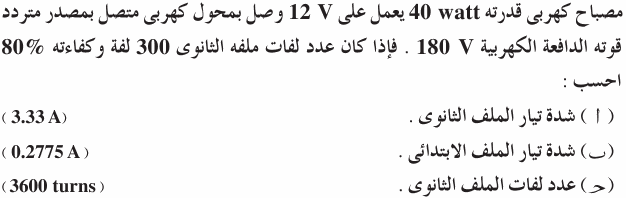 مصباح كهربى قدرته 40 watt يعمل على 12 V وصل بمحول كهربى متصل بمصدر متردد
قوته الدافعة الكهربية 180 V . فإذا كان عدد لفات ملفه الثانوى 300 لفة وكفاءته 80%
احسب :
( أ ) شدة تيار الملف الثانوى . ( 3.33 A)
(ب) شدة تيار الملف الابتدائى . ( 0.2775 A )
(جـ) عدد لفات الملف الثانوى . ( 3600 turns )